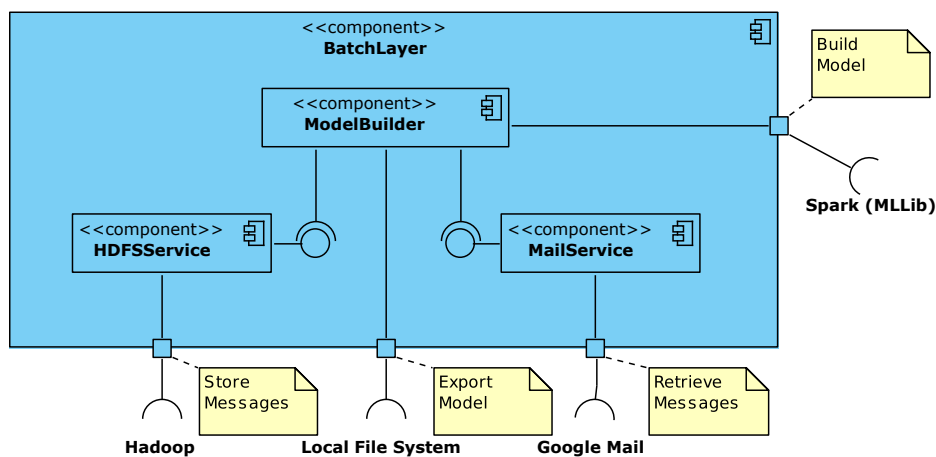 <<component>>
BatchLayer
Build
Model
<<component>>
ModelBuilder
Spark (MLLib)
<<component>>
HDFSService
<<component>>
MailService
Store
Messages
Export
Model
Retrieve
Messages
Hadoop
Local File System
Google Mail